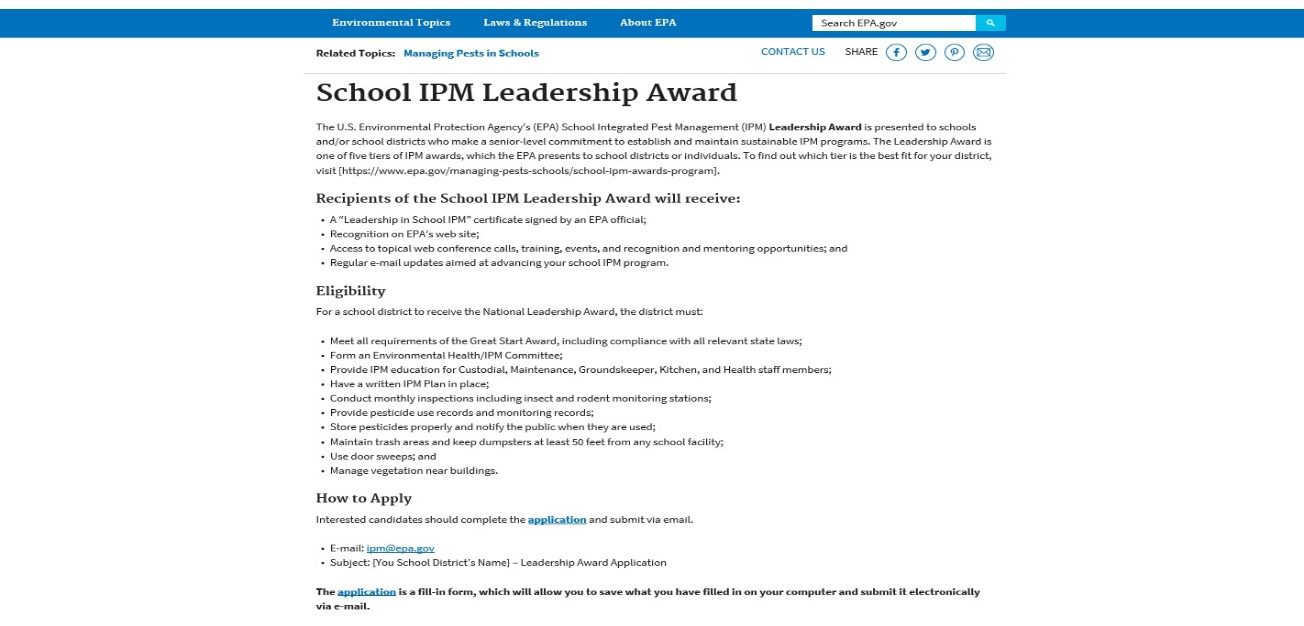 Environmental Topics Laws & Regulations About EPA Search EPA.gov
Related Topics: Managing Pests in Schools CONTACT US SHARE
School IPM Leadership Award
The U.S. Environmental Protection Agency's (EPA) School Integrated Pest Management (IPM) Leadership Award is presented to schools
and/or school districts who make a senior-level commitment to establish and maintain sustainable IPM programs. The Leadership Award is
one of five tiers of IPM awards, which the EPA presents to school districts or individuals. To find out which tier is the best fit for your district,
visit [https://www.epa.gov/managing-pests-schools/school-ipm-awards-program].
Recipients of the School IPM Leadership Award will receive:
• A "Leadership in School IPM" certificate signed by an EPA official;
• Recognition on EPA's web site;
• Access to topical web conference calls, training, events, and recognition and mentoring opportunities; and
• Regular e-mail updates aimed at advancing your school IPM program.
Eligibility
For a school district to receive the National Leadership Award, the district must:
• Meet all requirements of the Great Start Award, including compliance with all relevant state laws;
• Form an Environmental Health/IPM Committee;
• Provide IPM education for Custodial, Maintenance, Groundskeeper, Kitchen, and Health staff members;
• Have a written IPM Plan in place;
• Conduct monthly inspections including insect and rodent monitoring stations;
• Provide pesticide use records and monitoring records;
• Store pesticides properly and notify the public when they are used;
• Maintain trash areas and keep dumpsters at least 50 feet from any school facility;
• Use door sweeps; and
• Manage vegetation near buildings.
How to Apply
Interested candidates should complete the application and submit via email.
• E-mail: ipm@epa.gov
• Subject: [You School District's Name] – Leadership Award Application
The application is a fill-in form, which will allow you to save what you have filled in on your computer and submit it electronically
via e-mail.